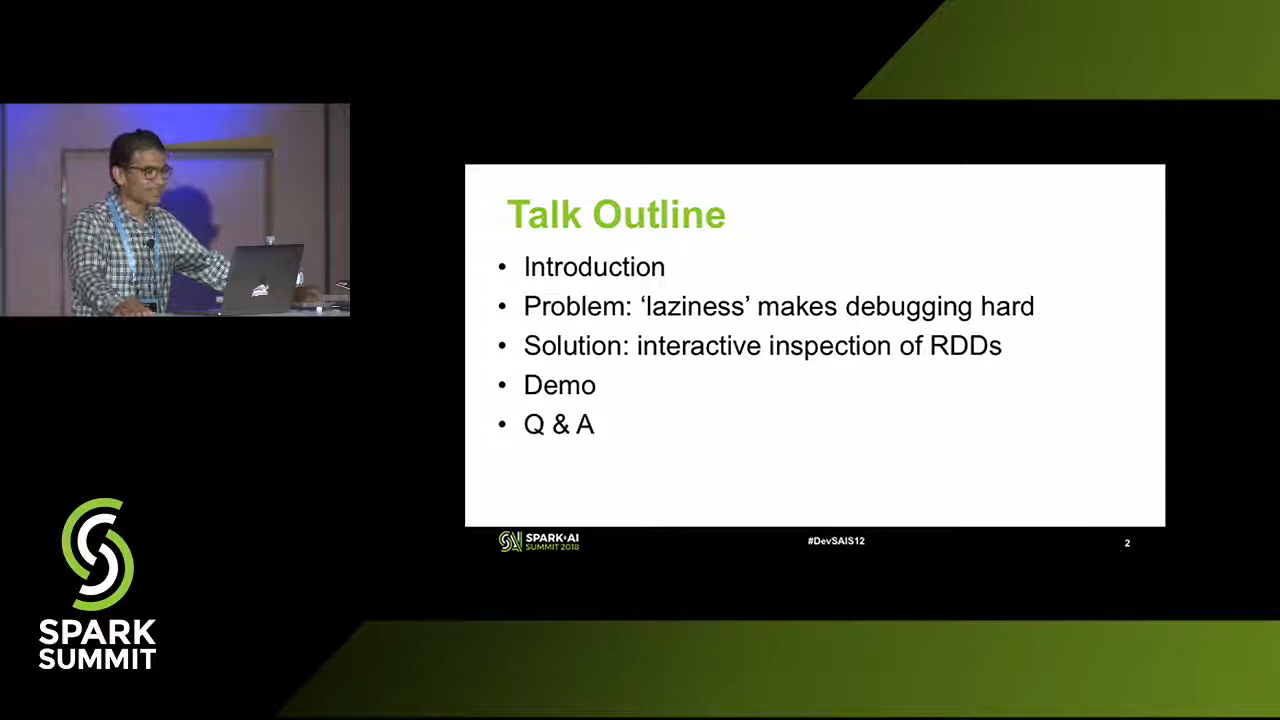 Talk Outline
• Introduction
• Problem: ‘laziness’ makes debugging hard
• Solution: interactive inspection of RDDs
• Demo
• Q & A
SPARK+AI
SUMMIT 2018
#DevSAIS12
2
SPARK
SUMMIT